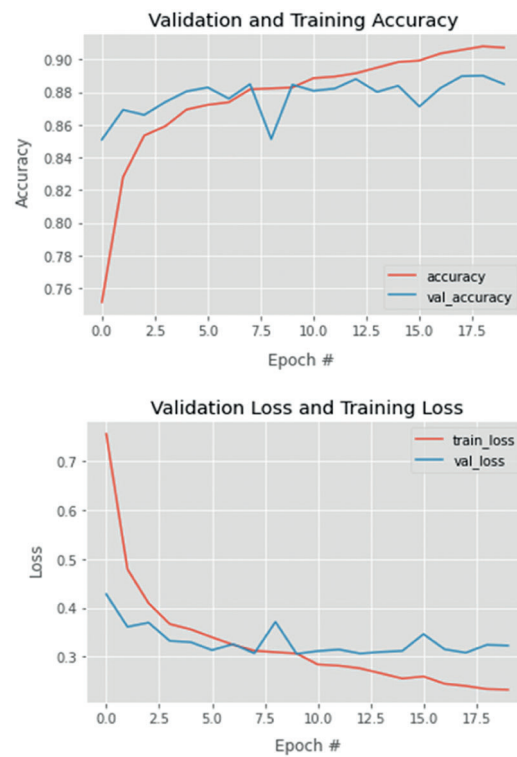 Validation and Training Accuracy
0.90
0.88
0.86
0.84
0.82
0.80
0.78
0.76
Accuracy
accuracy
val_accuracy
0.0 2.5 5.0 7.5 10.0 12.5 15.0 17.5
Epoch #
Validation Loss and Training Loss
train_loss
val_loss
0.7
0.6
0.5
0.4
0.3
Loss
0.0 2.5 5.0 7.5 10.0 12.5 15.0 17.5
Epoch #